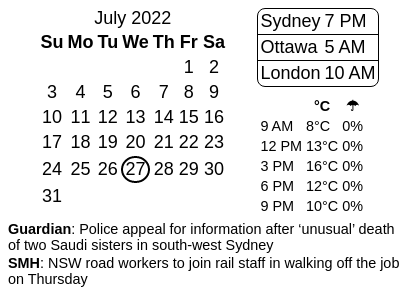 July 2022
Su Mo Tu We Th Fr Sa
1 2
3 4 5 6 7 8 9
10 11 12 13 14 15 16
17 18 19 20 21 22 23
24 25 26 27 28 29 30
31
Sydney 7 PM
Ottawa 5 AM
London 10 AM
°C ☂
9 AM 8°C 0%
12 PM 13°C 0%
3 PM 16°C 0%
6 PM 12°C 0%
9 PM 10°C 0%
Guardian: Police appeal for information after ‘unusual’ death
of two Saudi sisters in south-west Sydney
SMH: NSW road workers to join rail staff in walking off the job
on Thursday